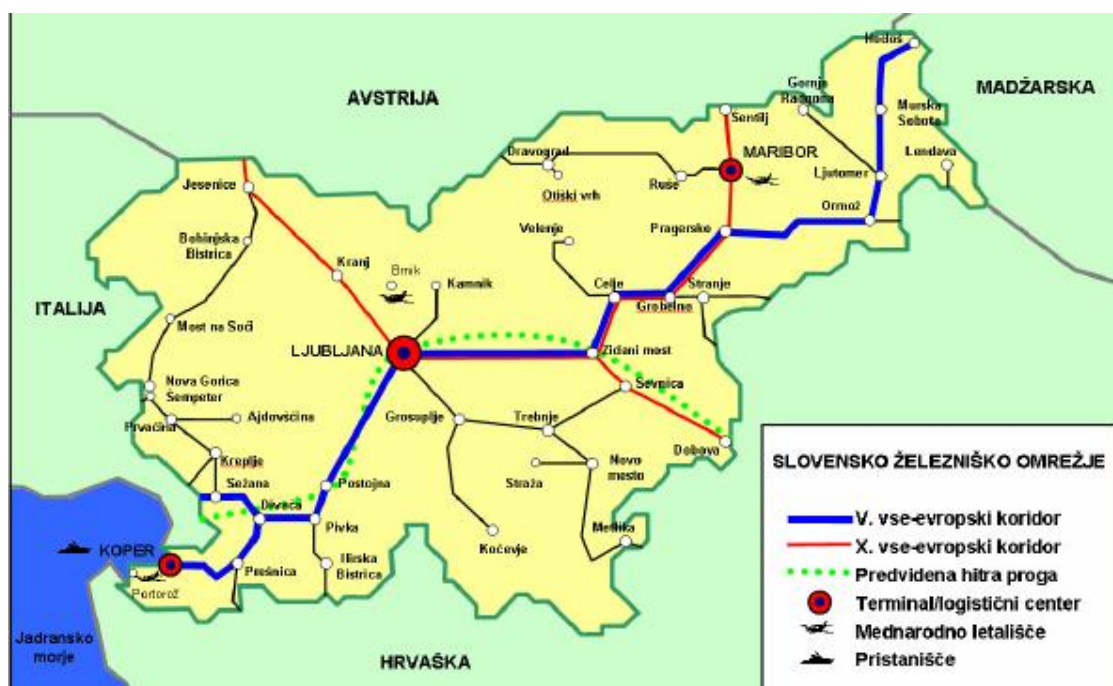 Hodoš
AVSTRIJA
MADŽARSKA
Gornja
Radgona
Šentilj
Murska
Sobota
MARIBOR
Dravograd
Lendava
Jesenice
Otiški vrh
Ruše
Ljutomer
Ormož
Velenje
Pragersko
Bohinjska
Bistrica
Kranj
Brnik
Kamnik
Celje
Stranje
Grobelno
ITALIJA
Most na Soči
LJUBLJANA
Zidani most
Nova Gorica
Šempeter
Sevnica
Ajdovščina
Grosuplje
Trebnje
Prvačina
Dobova
Kreplje
Sežana
Postojna
Straža
Novo
mesto
Divača
Pivka
Metlika
KOPER
Kočevje
Prešnica
Ilirska
Bistrica
Portorož
Jadransko
morje
HRVAŠKA
SLOVENSKO ŽELEZNIŠKO OMREŽJE
V. vse-evropski koridor
X. vse-evropski koridor
Predvidena hitra proga
Terminal/logistični center
Mednarodno letališče
Pristanišče